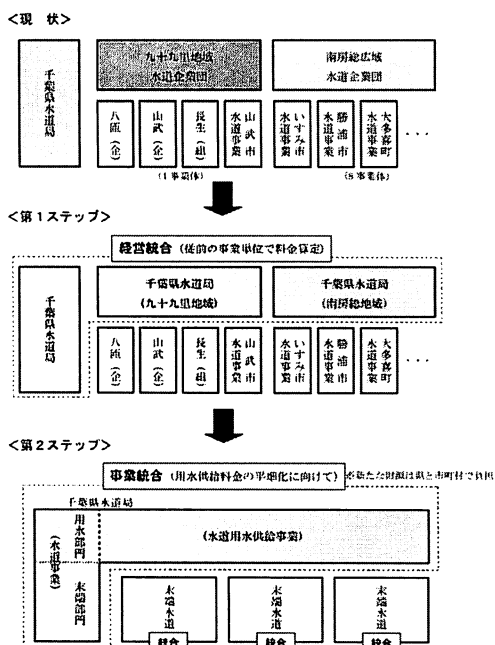 ＜現　状＞
千葉県水道局
九十九里地域
水道企業団
南房総広域
水道企業団
八匝（企）
山武（企）
長生（組）
山武市
水道事業
いすみ市
水道事業
勝浦市
水道事業
大多喜町
水道事業
・・・
(8事業体)
＜第１ステップ＞
経営統合（従前の事業単位で料金算定）
千葉県水道局
千葉県水道局
(九十九里地域)
千葉県水道局
(南房総地域)
八匝（企）
山武（企）
長生（組）
山武市
水道事業
いすみ市
水道事業
勝浦市
水道事業
大多喜町
水道事業
・・・
＜第２ステップ＞
事業統合（用水供給料金の平準化に向けて）
千葉県水道局
用水部門
(水道事業)
末端部門
(水道用水供給事業)
末端水道
末端水道
末端水道
統合
統合
統合